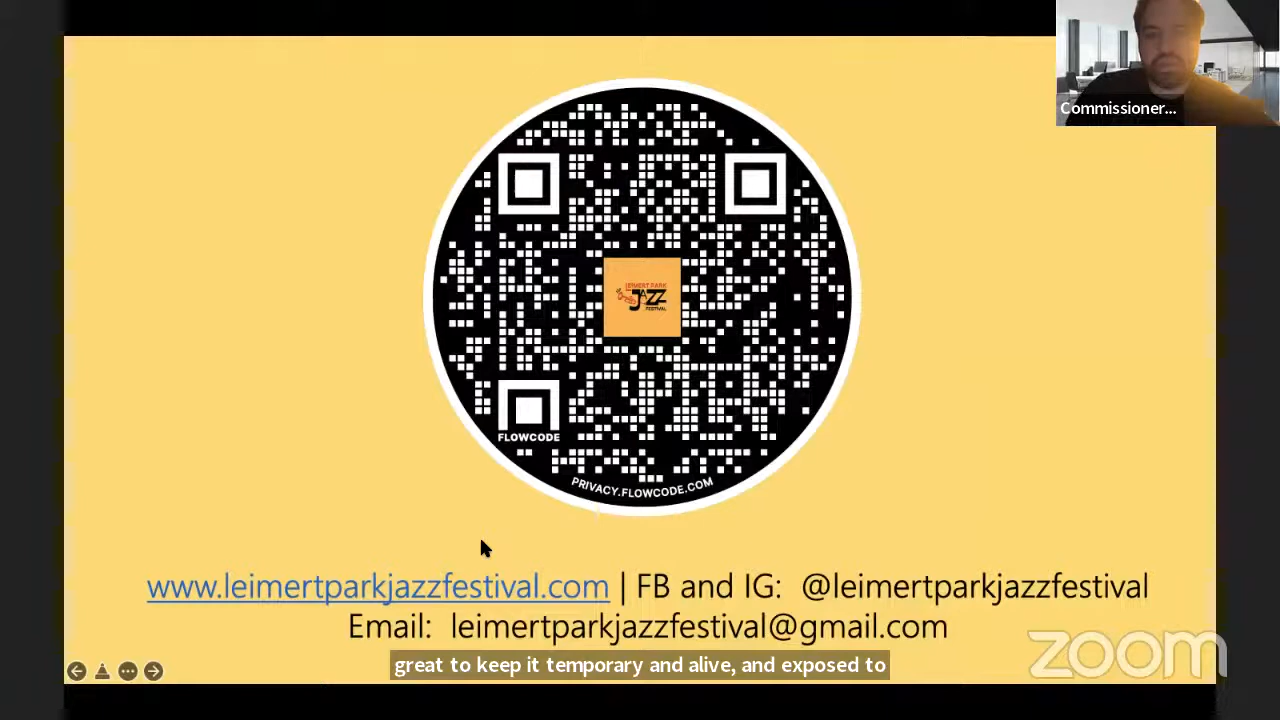 Commissioner...
LEIMERT PARK
JAZZ
FESTIVAL
FLOWCODE
PRIVACY.FLOWCODE.COM
www.leimertparkjazzfestival.com | FB and IG: @leimertparkjazzfestival
Email: leimertparkjazzfestival@gmail.com
great to keep it temporary and alive, and exposed to
zoom